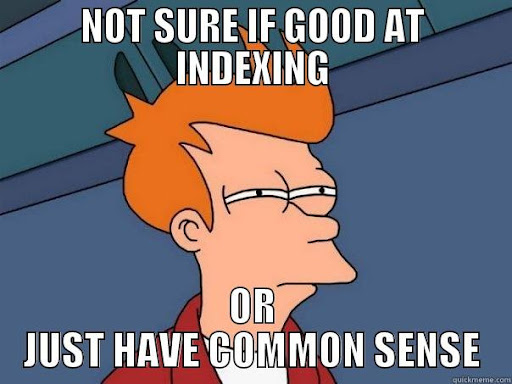 NOT SURE IF GOOD AT
INDEXING
OR
JUST HAVE COMMON SENSE
quickmeme.com